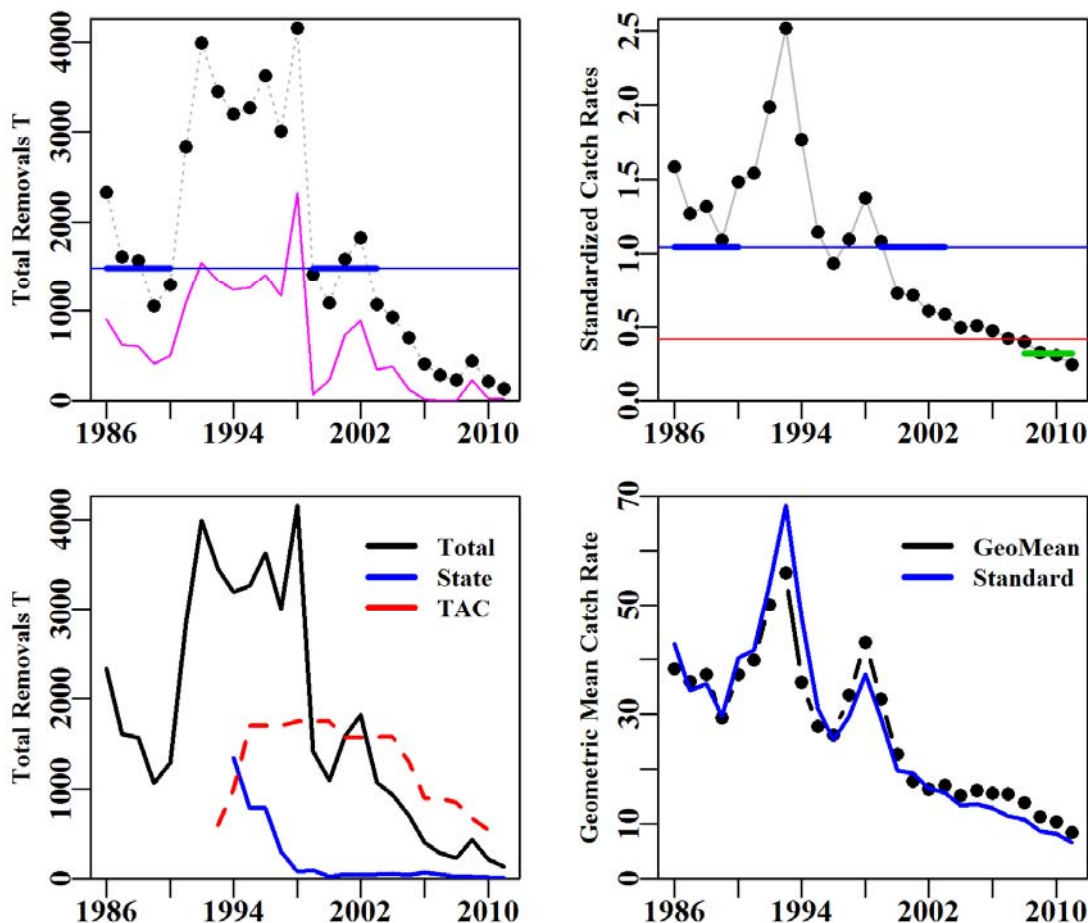 Total Removals T
4000
3000
2000
1000
0
1986 1994 2002 2010
Standardized Catch Rates
2.5
2.0
1.5
1.0
0.5
0.0
1986 1994 2002 2010
Total Removals T
4000
3000
2000
1000
0
Total
State
TAC
1986 1994 2002 2010
Geometric Mean Catch Rate
70
50
30
10
0
GeoMean
Standard
1986 1994 2002 2010